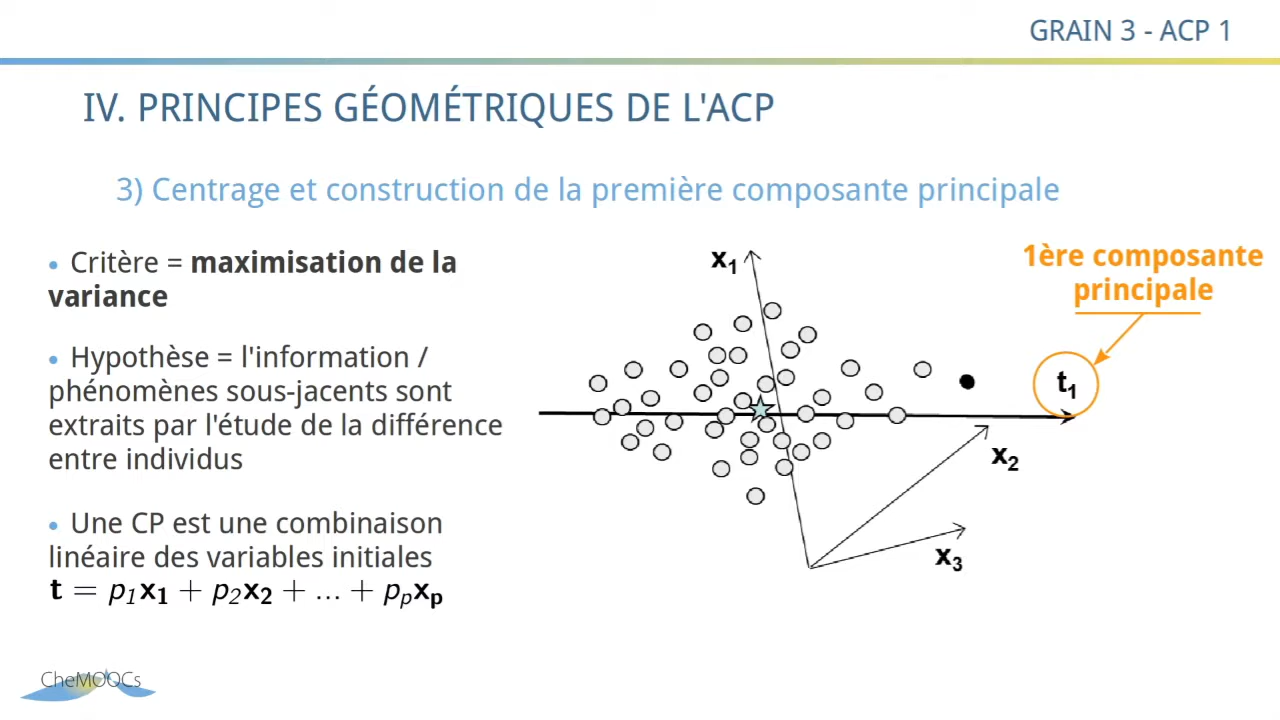 GRAIN 3 - ACP 1
IV. PRINCIPES GÉOMÉTRIQUES DE L'ACP
3) Centrage et construction de la première composante principale
• Critère = maximisation de la
variance
• Hypothèse = l'information /
phénomènes sous-jacents sont
extraits par l'étude de la différence
entre individus
• Une CP est une combinaison
linéaire des variables initiales
t = p1x1 + p2x2 + ... + ppxp
x1
1ère composante
principale
t1
x2
x3
CheMOOCs